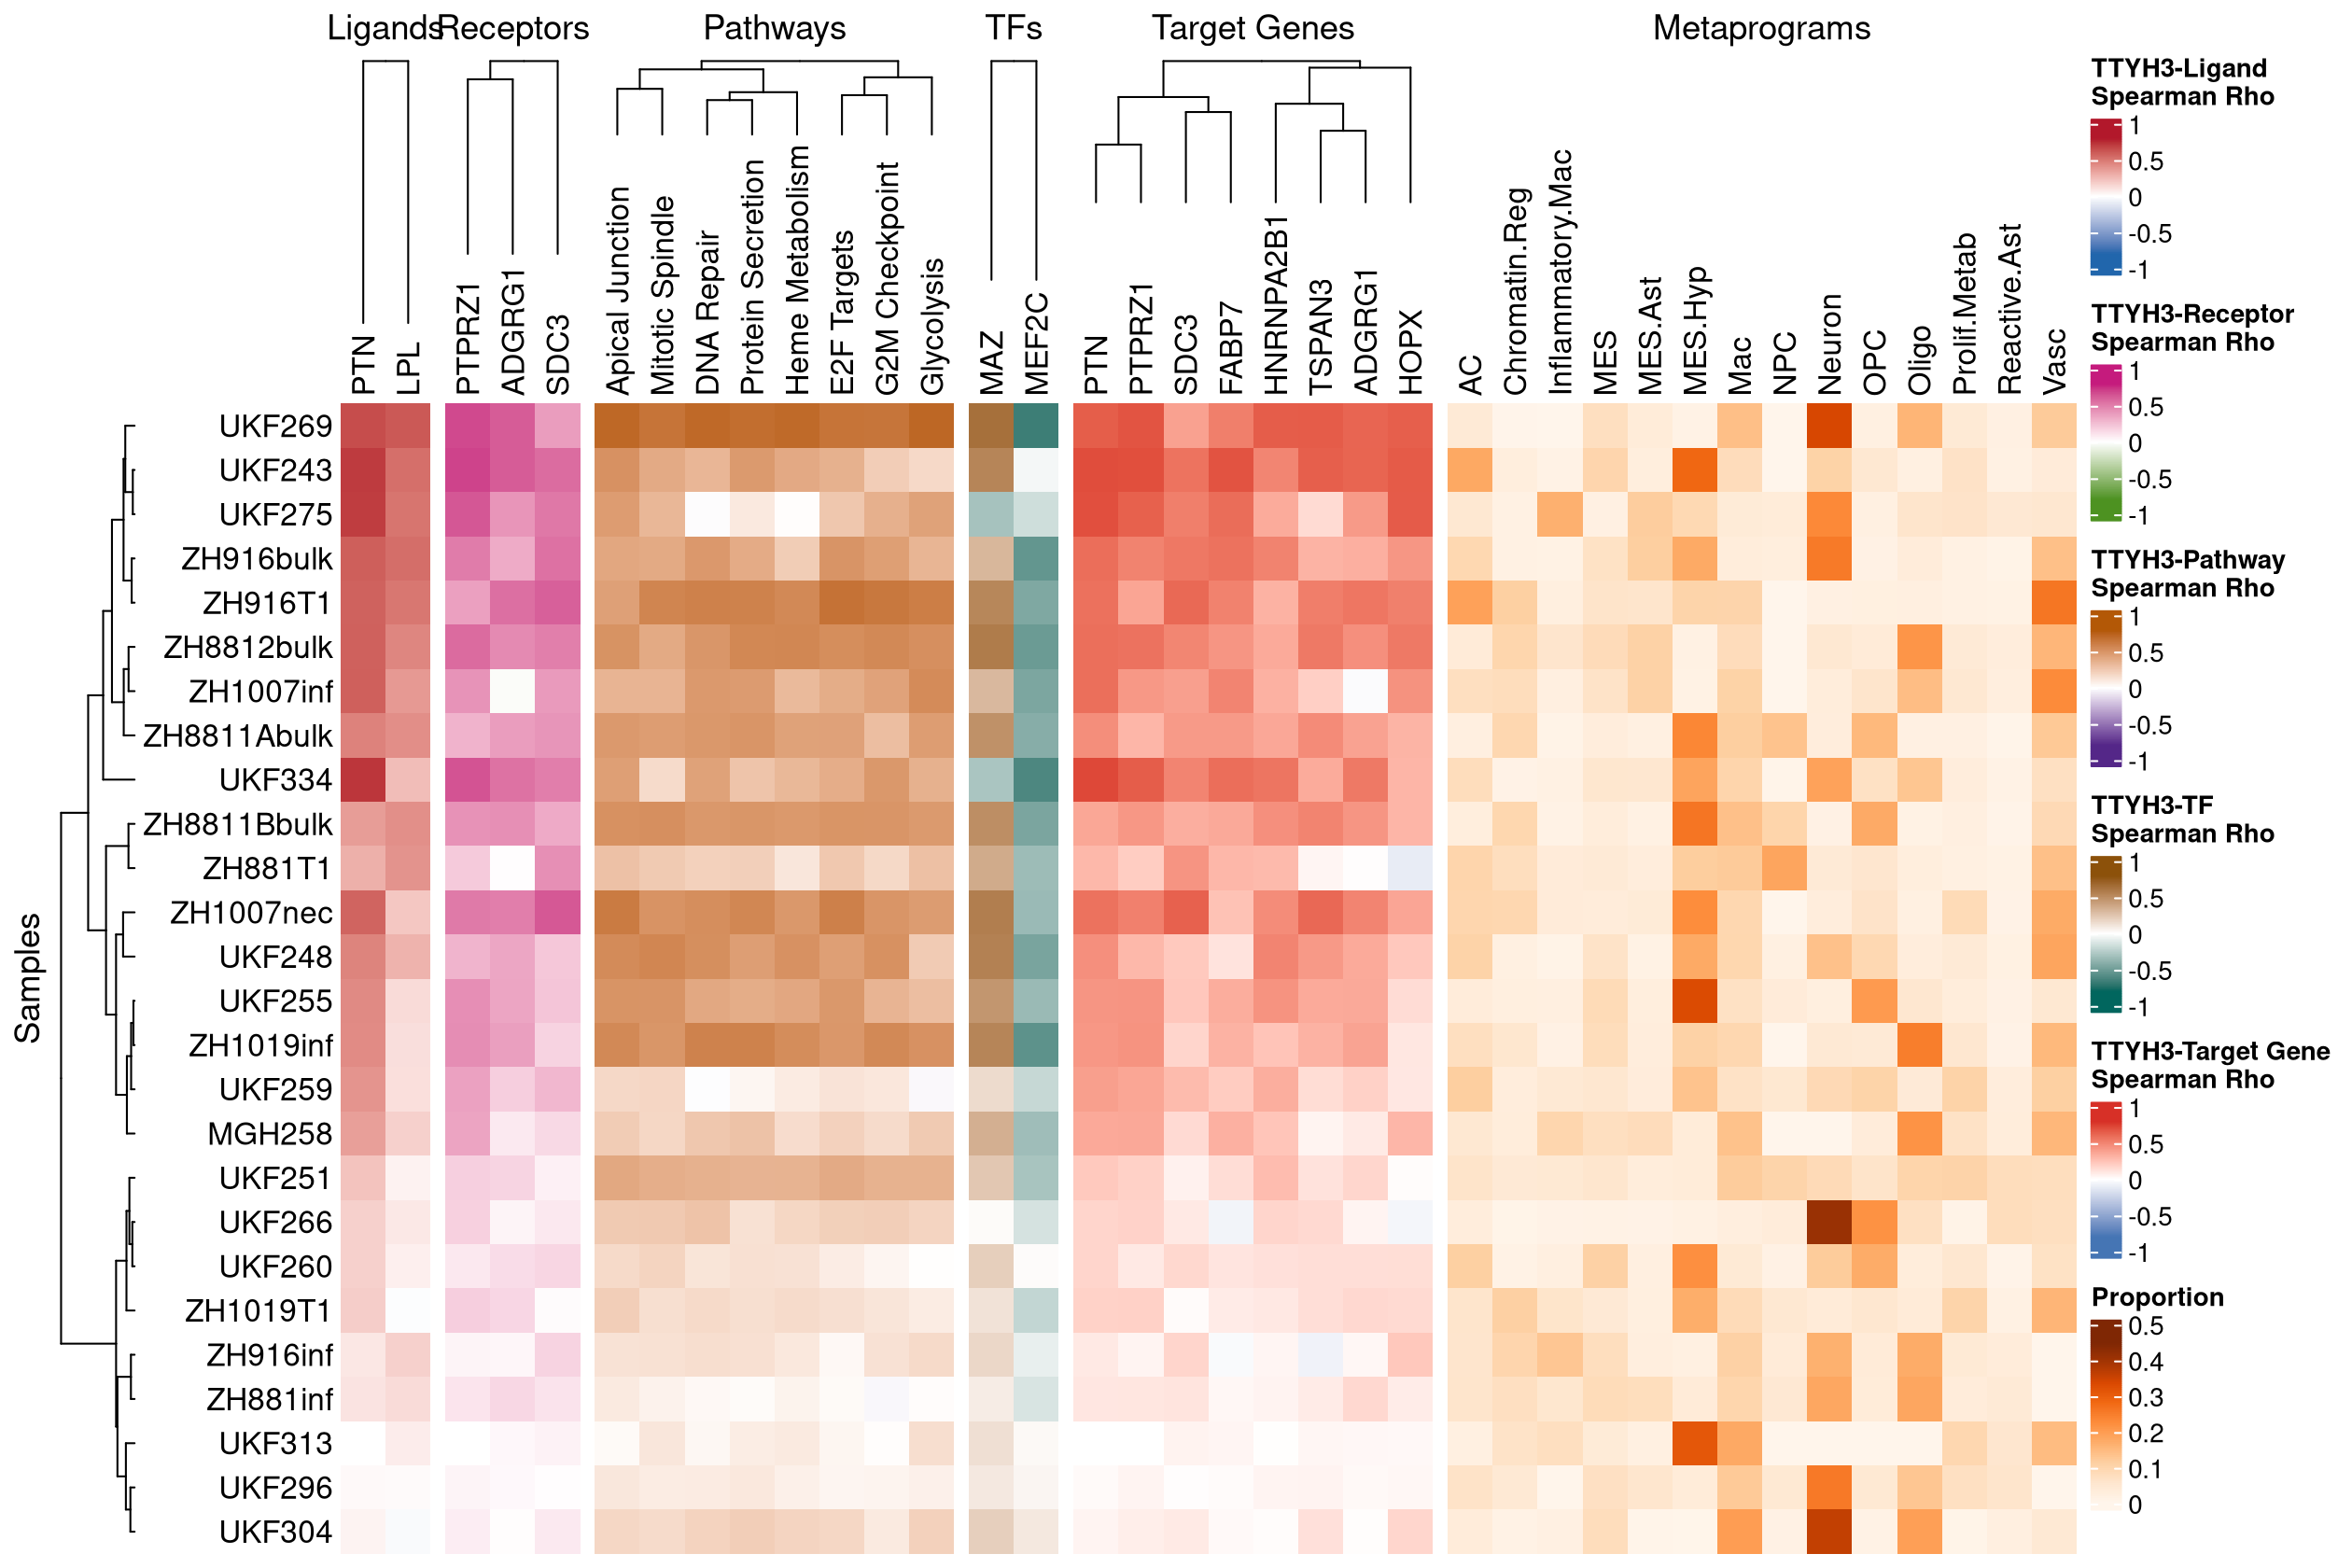 Ligands
Receptors
Pathways
TFs
Target Genes
Metaprograms
PTN
LPL
PTPRZ1
ADGRG1
SDC3
Apical Junction
Mitotic Spindle
DNA Repair
Protein Secretion
Heme Metabolism
E2F Targets
G2M Checkpoint
Glycolysis
MAZ
MEF2C
PTN
PTPRZ1
SDC3
FABP7
HNRNPA2B1
TSPAN3
ADGRG1
HOPX
AC
Chromatin.Reg
Inflammatory.Mac
MES
MES.Ast
MES.Hyp
Mac
NPC
Neuron
OPC
Oligo
Prolif.Metab
Reactive.Ast
Vasc
Samples
UKF269
UKF243
UKF275
ZH916bulk
ZH916T1
ZH8812bulk
ZH1007inf
ZH8811Abulk
UKF334
ZH8811Bbulk
ZH881T1
ZH1007nec
UKF248
UKF255
ZH1019inf
UKF259
MGH258
UKF251
UKF266
UKF260
ZH1019T1
ZH916inf
ZH881inf
UKF313
UKF296
UKF304
TTYH3-Ligand
Spearman Rho
1
0.5
0
-0.5
-1
TTYH3-Receptor
Spearman Rho
1
0.5
0
-0.5
-1
TTYH3-Pathway
Spearman Rho
1
0.5
0
-0.5
-1
TTYH3-TF
Spearman Rho
1
0.5
0
-0.5
-1
TTYH3-Target Gene
Spearman Rho
1
0.5
0
-0.5
-1
Proportion
0.5
0.4
0.3
0.2
0.1
0